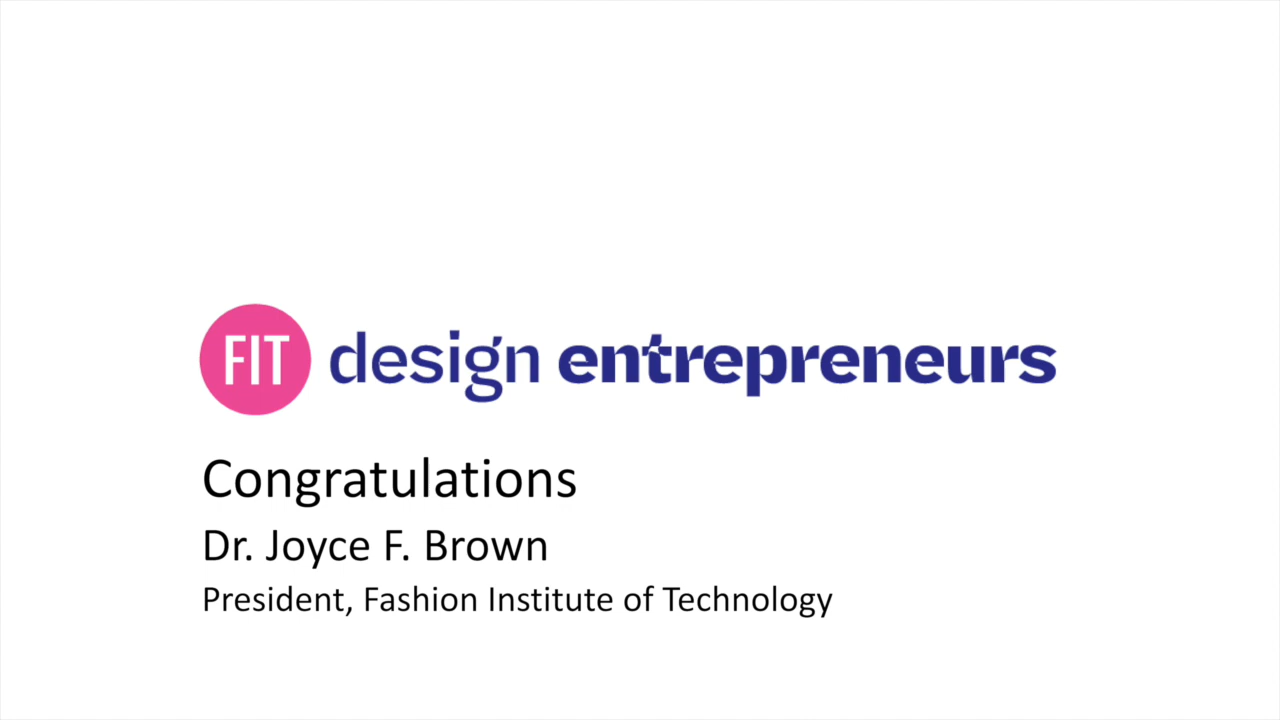 FIT design entrepreneurs
Congratulations
Dr. Joyce F. Brown
President, Fashion Institute of Technology